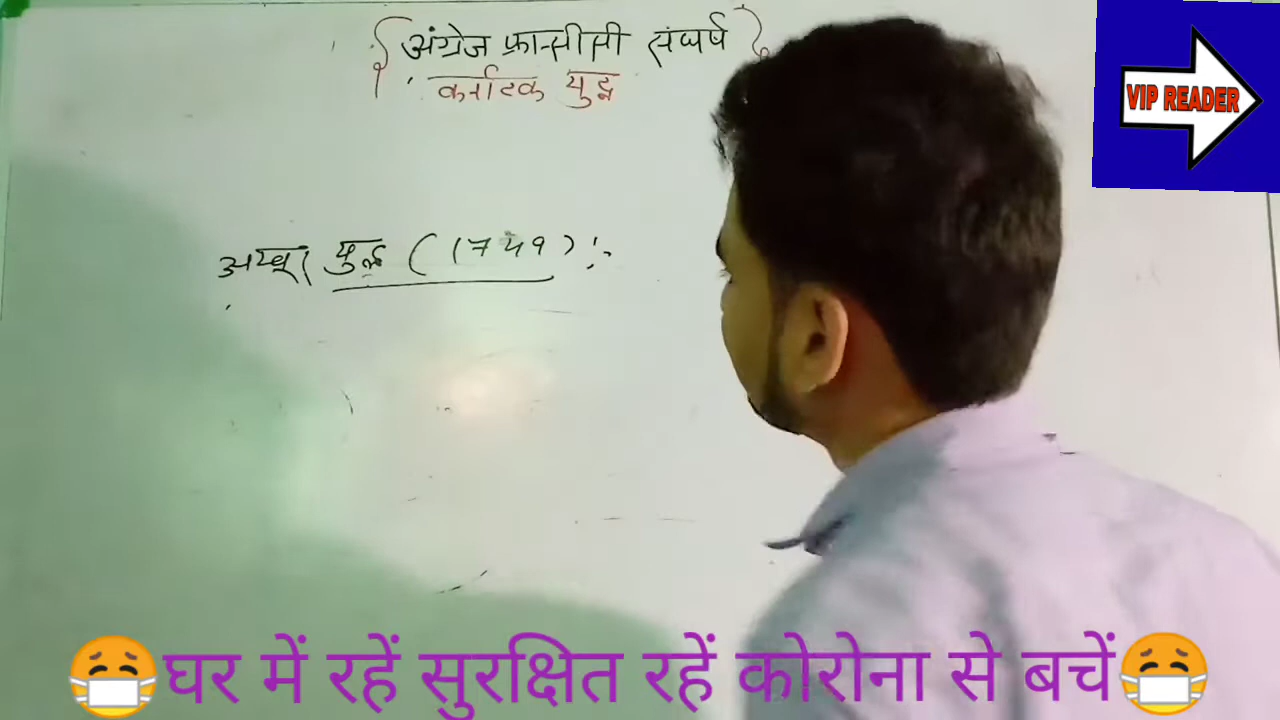 अंग्रेज फ्रान्सीसी संघर्ष
कर्नाटक युद्ध
VIP READER
अम्बूर युद्ध (1749) :-
घर में रहें सुरक्षित रहें कोरोना से बचें